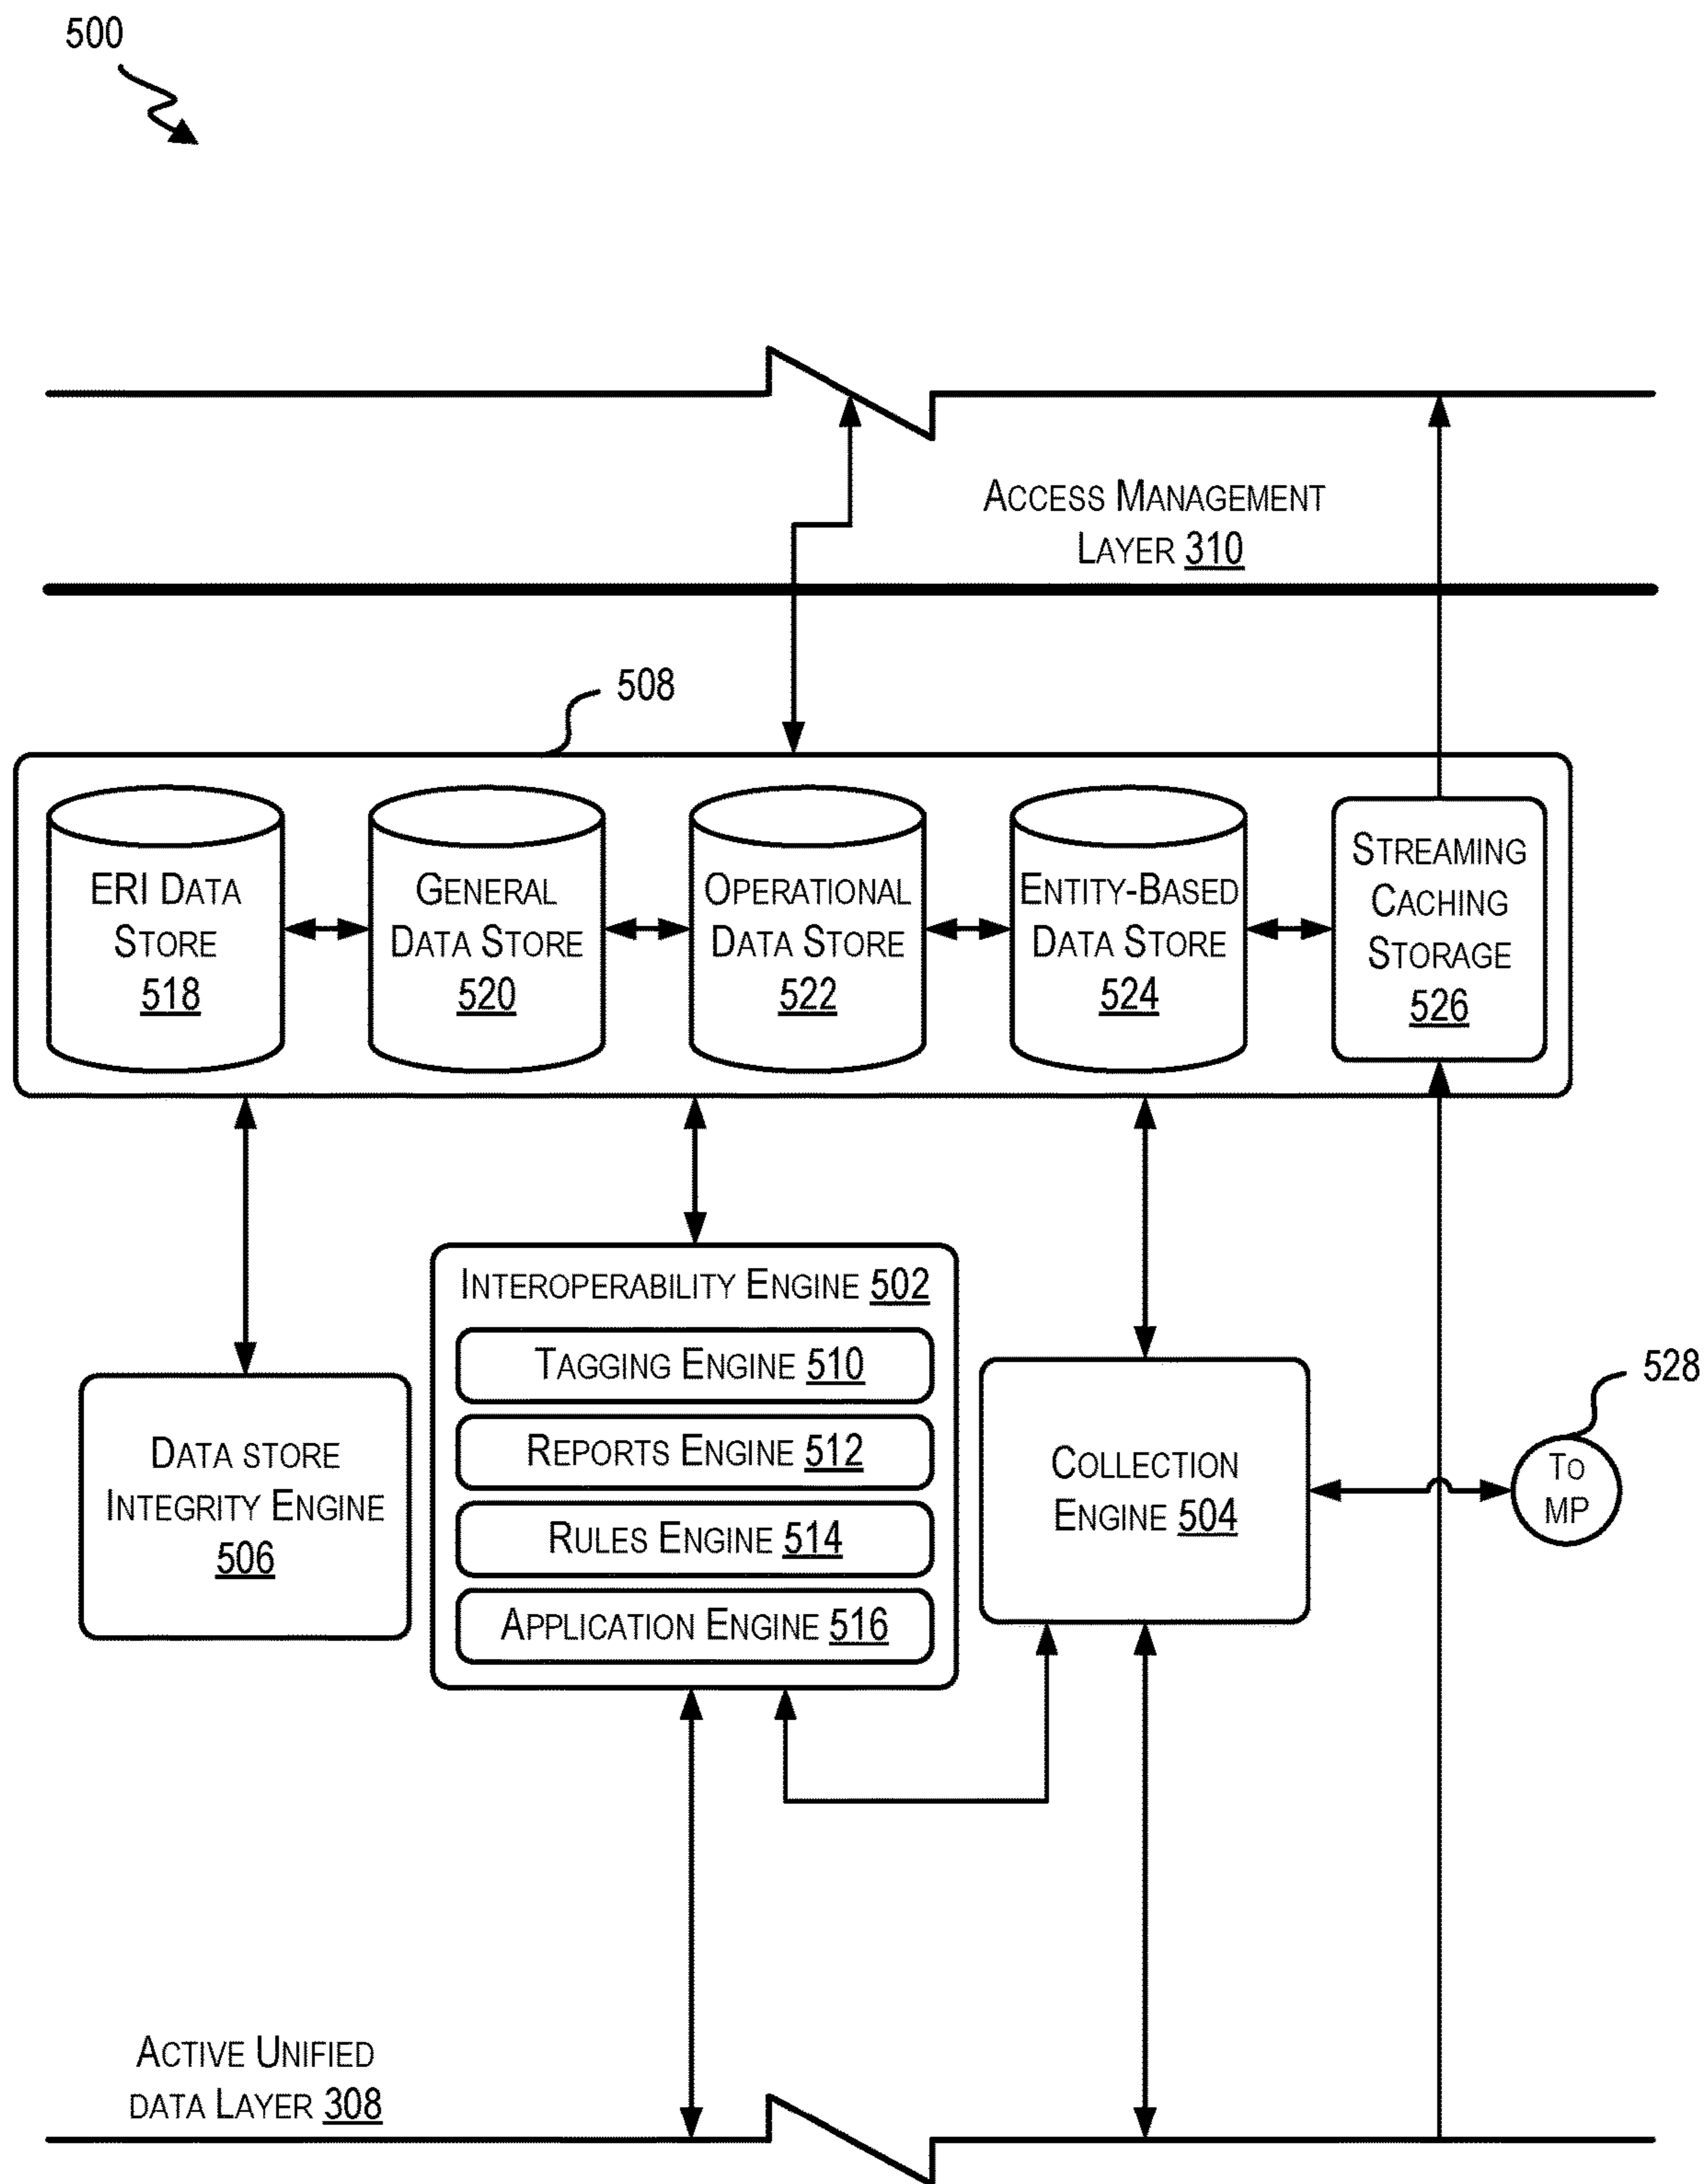 500
ACCESS MANAGEMENT
LAYER 310
508
ERI DATA
STORE
518
GENERAL
DATA STORE
520
OPERATIONAL
DATA STORE
522
ENTITY-BASED
DATA STORE
524
STREAMING
CACHING
STORAGE
526
INTEROPERABILITY ENGINE 502
TAGGING ENGINE 510
REPORTS ENGINE 512
RULES ENGINE 514
APPLICATION ENGINE 516
DATA STORE
INTEGRITY ENGINE
506
COLLECTION
ENGINE 504
528
TO
MP
ACTIVE UNIFIED
DATA LAYER 308